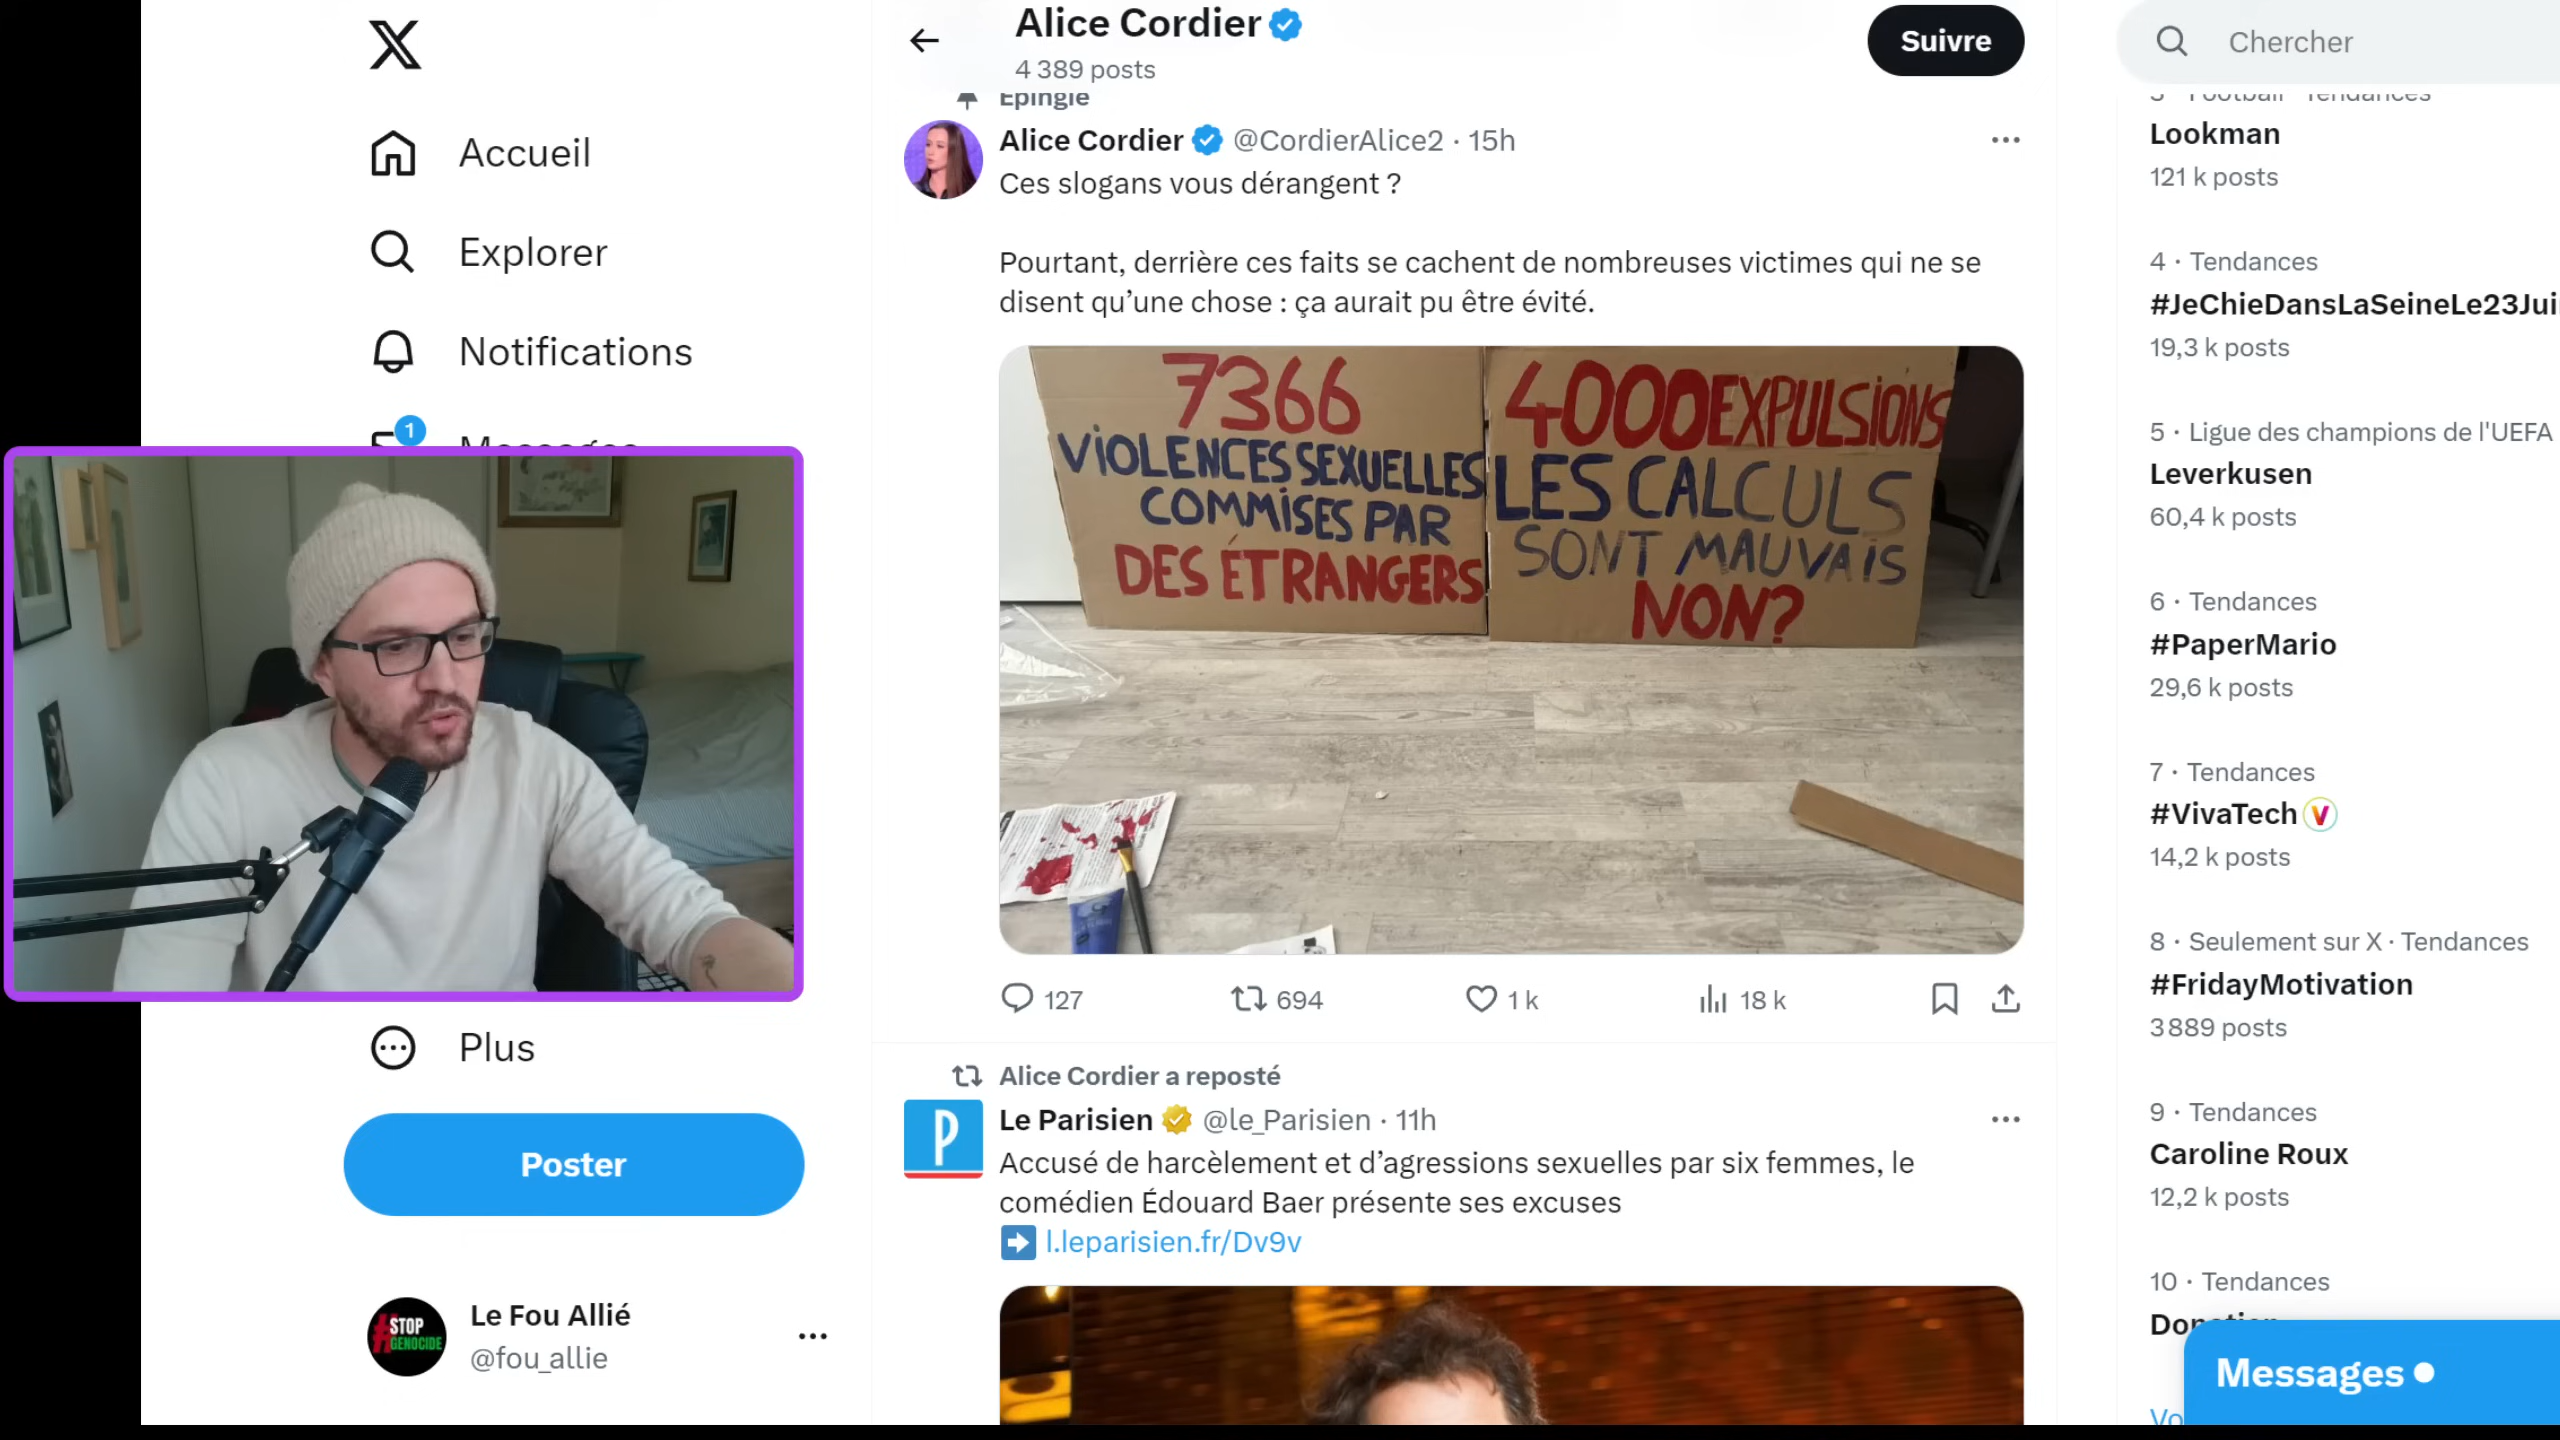 Accueil
Explorer
Notifications
1
Plus
Poster
Le Fou Allié
@fou_allie
#STOP
GENOCIDE
Alice Cordier
4 389 posts
Suivre
Épinglé
Alice Cordier @CordierAlice2 · 15h
Ces slogans vous dérangent ?
Pourtant, derrière ces faits se cachent de nombreuses victimes qui ne se
disent qu’une chose : ça aurait pu être évité.
7366
VIOLENCES SEXUELLES
COMMISES PAR
DES ÉTRANGERS
4000 EXPULSIONS
LES CALCULS
SONT MAUVAIS
NON?
127 694 1 k 18 k
Alice Cordier a reposté
Le Parisien @le_Parisien · 11h
Accusé de harcèlement et d’agressions sexuelles par six femmes, le
comédien Édouard Baer présente ses excuses
l.leparisien.fr/Dv9v
Chercher
3 · Football · Tendances
Lookman
121 k posts
4 · Tendances
#JeChieDansLaSeineLe23Jui
19,3 k posts
5 · Ligue des champions de l'UEFA
Leverkusen
60,4 k posts
6 · Tendances
#PaperMario
29,6 k posts
7 · Tendances
#VivaTech
14,2 k posts
8 · Seulement sur X · Tendances
#FridayMotivation
3 889 posts
9 · Tendances
Caroline Roux
12,2 k posts
10 · Tendances
Messages